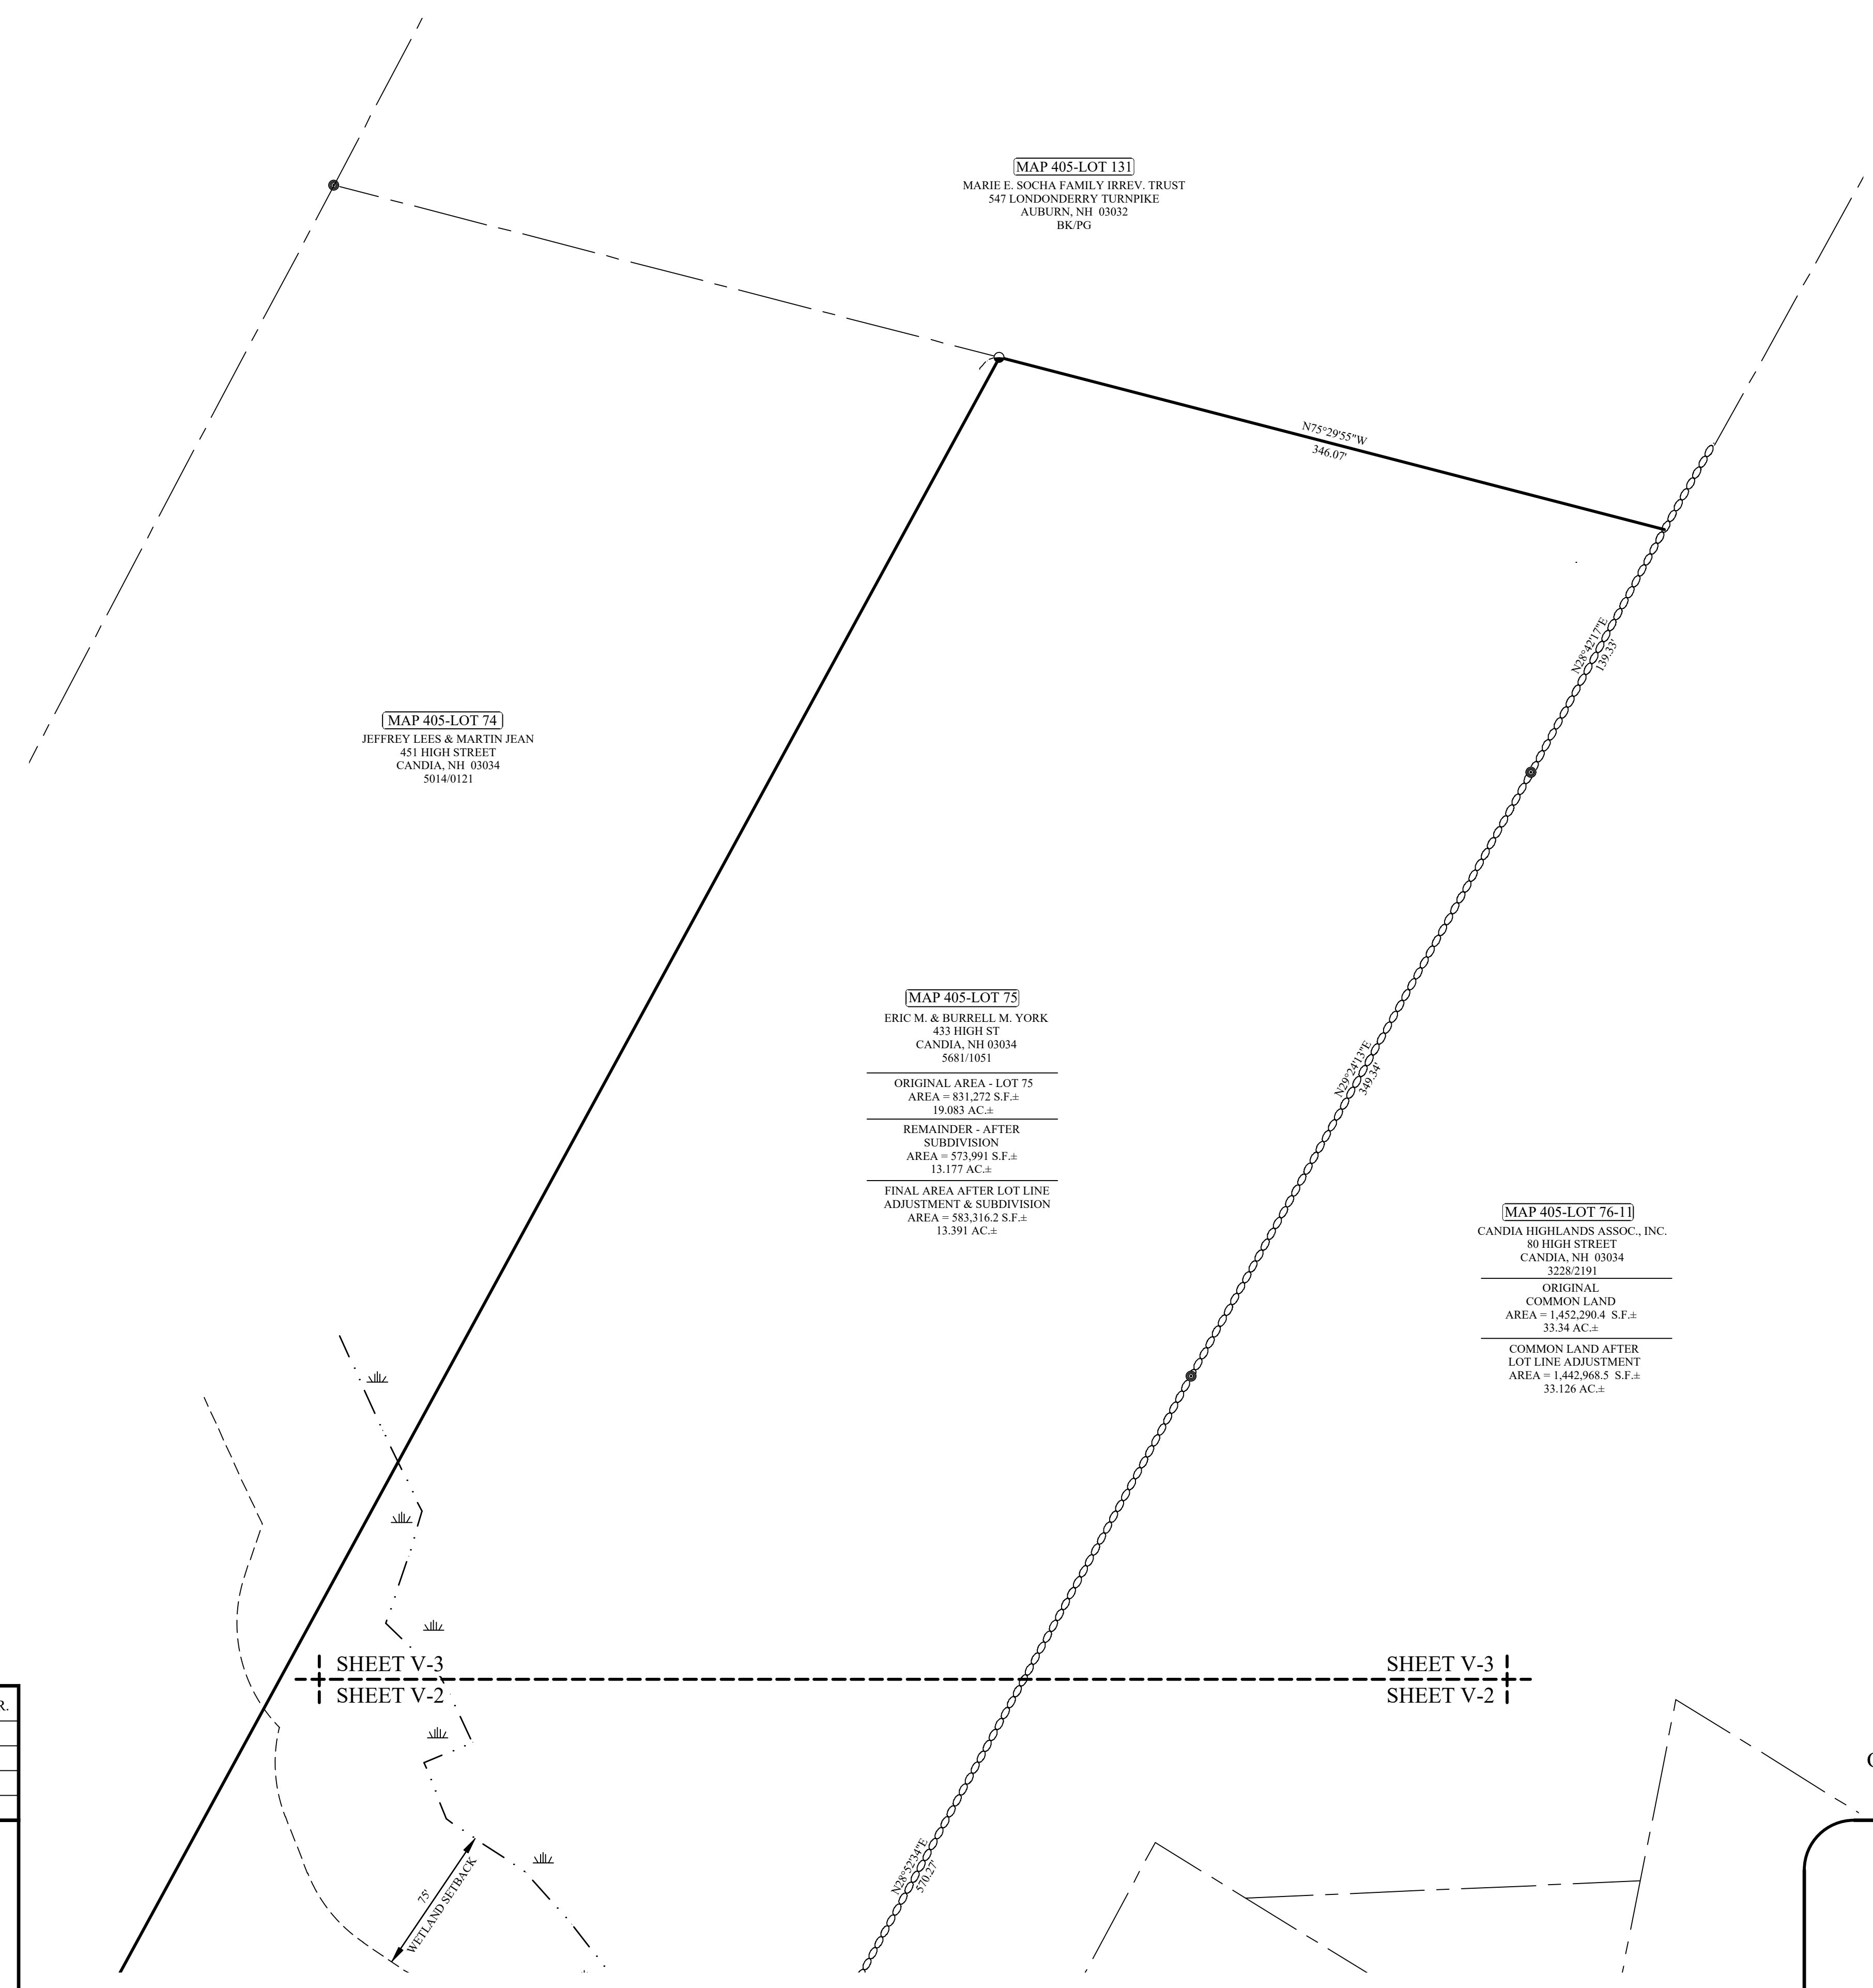 MAP 405-LOT 131
MARIE E. SOCHA FAMILY IRREV. TRUST
547 LONDONDERRY TURNPIKE
AUBURN, NH  03032
BK/PG
N75°29'55"W
346.07'
N28°42'17"E
139.33'
MAP 405-LOT 74
JEFFREY LEES & MARTIN JEAN
451 HIGH STREET
CANDIA, NH  03034
5014/0121
MAP 405-LOT 75
ERIC M. & BURRELL M. YORK
433 HIGH ST
CANDIA, NH 03034
5681/1051
ORIGINAL AREA - LOT 75
AREA = 831,272 S.F.±
19.083 AC.±
REMAINDER - AFTER
SUBDIVISION
AREA = 573,991 S.F.±
13.177 AC.±
FINAL AREA AFTER LOT LINE
ADJUSTMENT & SUBDIVISION
AREA = 583,316.2 S.F.±
13.391 AC.±
N29°24'13"E
349.34'
MAP 405-LOT 76-11
CANDIA HIGHLANDS ASSOC., INC.
80 HIGH STREET
CANDIA, NH  03034
3228/2191
ORIGINAL
COMMON LAND
AREA = 1,452,290.4  S.F.±
33.34 AC.±
COMMON LAND AFTER
LOT LINE ADJUSTMENT
AREA = 1,442,968.5  S.F.±
33.126 AC.±
SHEET V-3
SHEET V-2
SHEET V-3
SHEET V-2
R.
N28°52'34"E
570.27'
75'
WETLAND SETBACK